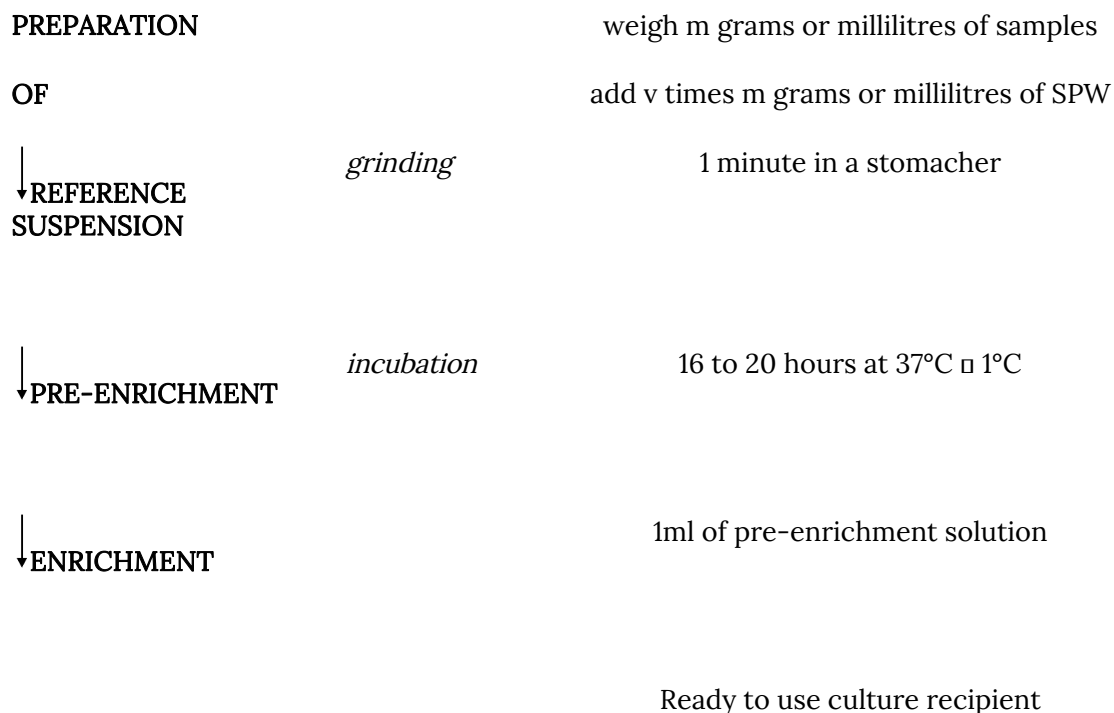 PREPARATION weigh m grams or millilitres of samples
OF add v times m grams or millilitres of SPW
grinding 1 minute in a stomacher
REFERENCE
SUSPENSION
incubation 16 to 20 hours at 37°C 󠀠▯ 1°C
PRE-ENRICHMENT
1ml of pre-enrichment solution
ENRICHMENT
Ready to use culture recipient